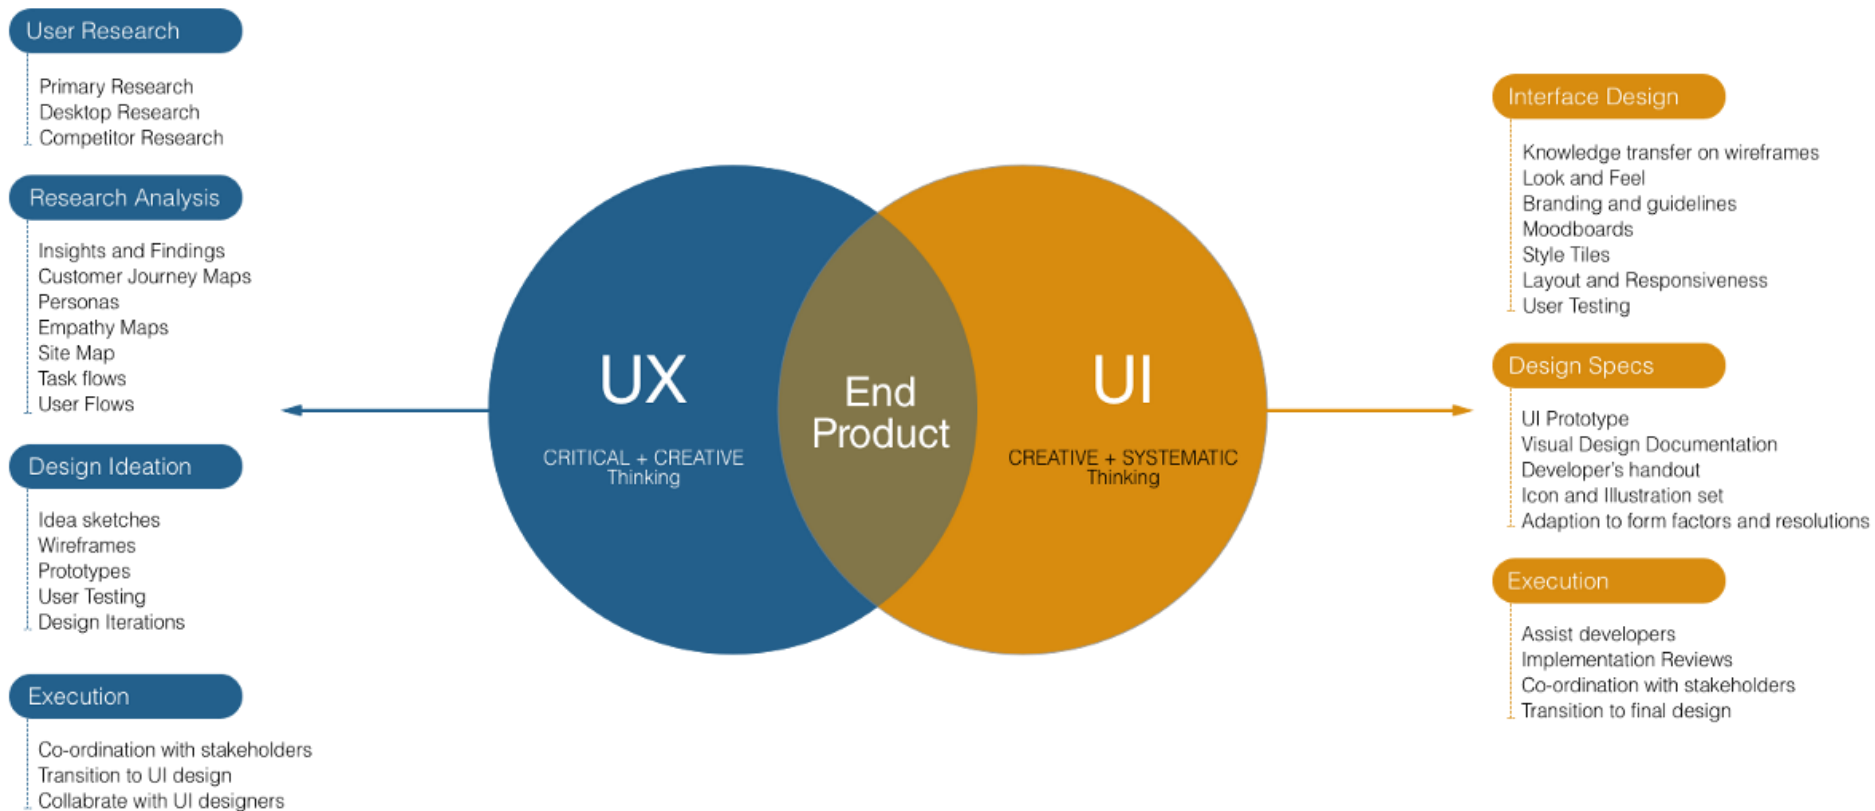 User Research
Primary Research
Desktop Research
Competitor Research
Research Analysis
Insights and Findings
Customer Journey Maps
Personas
Empathy Maps
Site Map
Task flows
User Flows
Design Ideation
Idea sketches
Wireframes
Prototypes
User Testing
Design Iterations
Execution
Co-ordination with stakeholders
Transition to UI design
Collabrate with UI designers
UX
CRITICAL + CREATIVE
Thinking
End
Product
UI
CREATIVE + SYSTEMATIC
Thinking
Interface Design
Knowledge transfer on wireframes
Look and Feel
Branding and guidelines
Moodboards
Style Tiles
Layout and Responsiveness
User Testing
Design Specs
UI Prototype
Visual Design Documentation
Developer's handout
Icon and Illustration set
Adaption to form factors and resolutions
Execution
Assist developers
Implementation Reviews
Co-ordination with stakeholders
Transition to final design